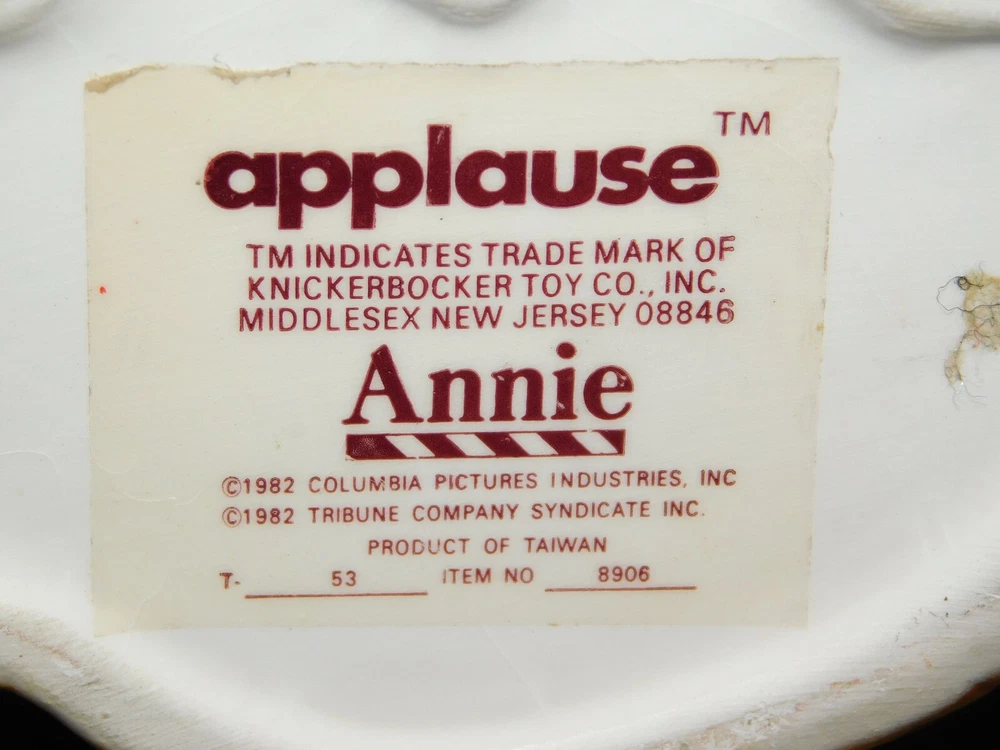 applause TM
TM INDICATES TRADE MARK OF
KNICKERBOCKER TOY CO., INC.
MIDDLESEX NEW JERSEY 08846
Annie
©1982 COLUMBIA PICTURES INDUSTRIES, INC
©1982 TRIBUNE COMPANY SYNDICATE INC.
PRODUCT OF TAIWAN
T- 53 ITEM NO 8906